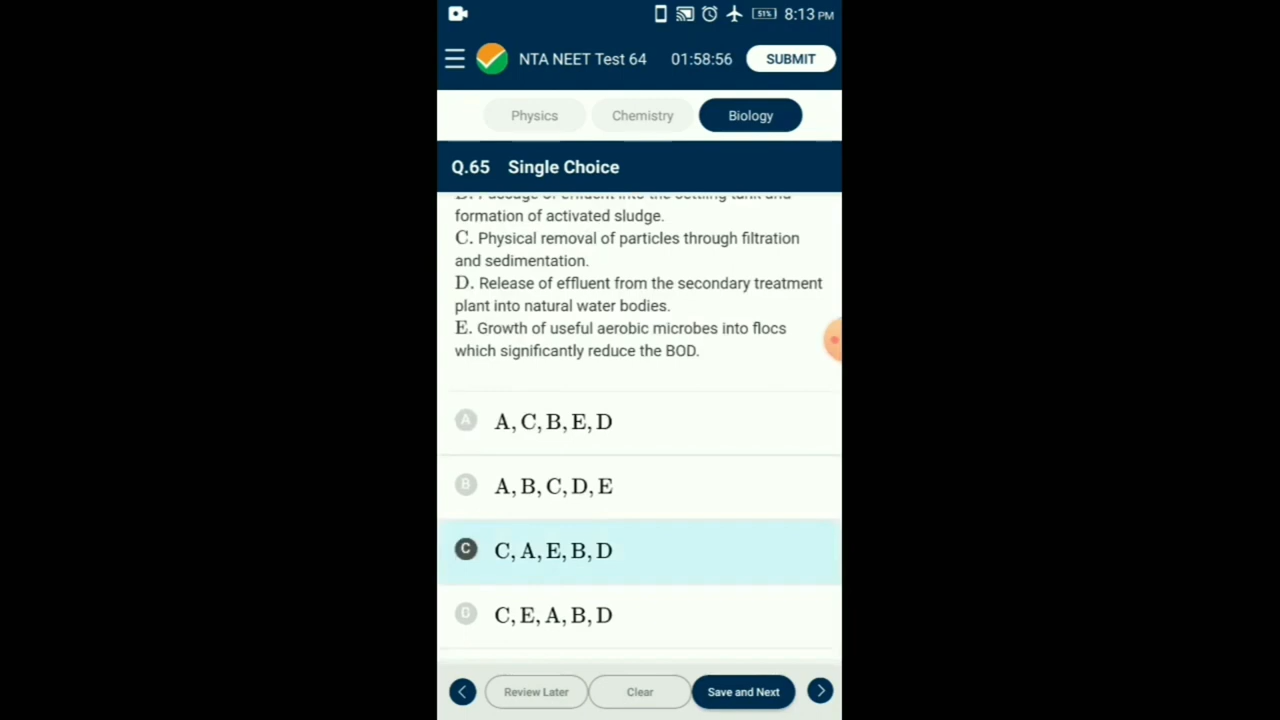 51% 8:13 PM
NTA NEET Test 64 01:58:56 SUBMIT
Physics Chemistry Biology
Q.65 Single Choice
formation of activated sludge.
C. Physical removal of particles through filtration
and sedimentation.
D. Release of effluent from the secondary treatment
plant into natural water bodies.
E. Growth of useful aerobic microbes into flocs
which significantly reduce the BOD.
A A, C, B, E, D
B A, B, C, D, E
C C, A, E, B, D
D C, E, A, B, D
Review Later Clear Save and Next